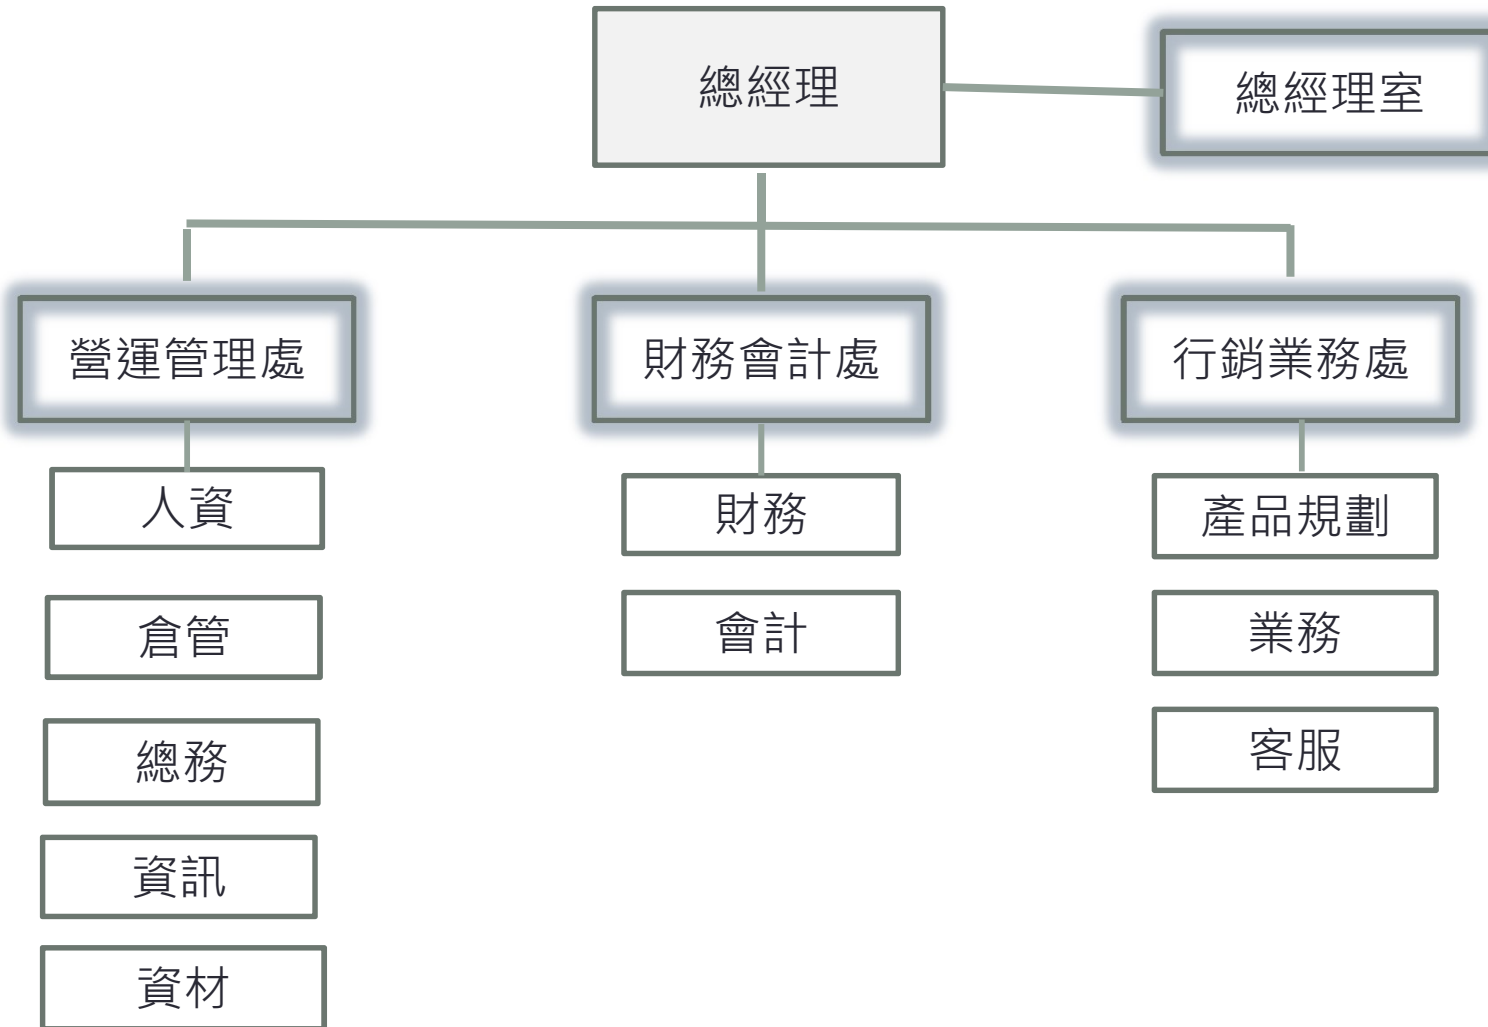 總經理
總經理室
營運管理處
財務會計處
行銷業務處
人資
倉管
總務
資訊
資材
財務
會計
產品規劃
業務
客服